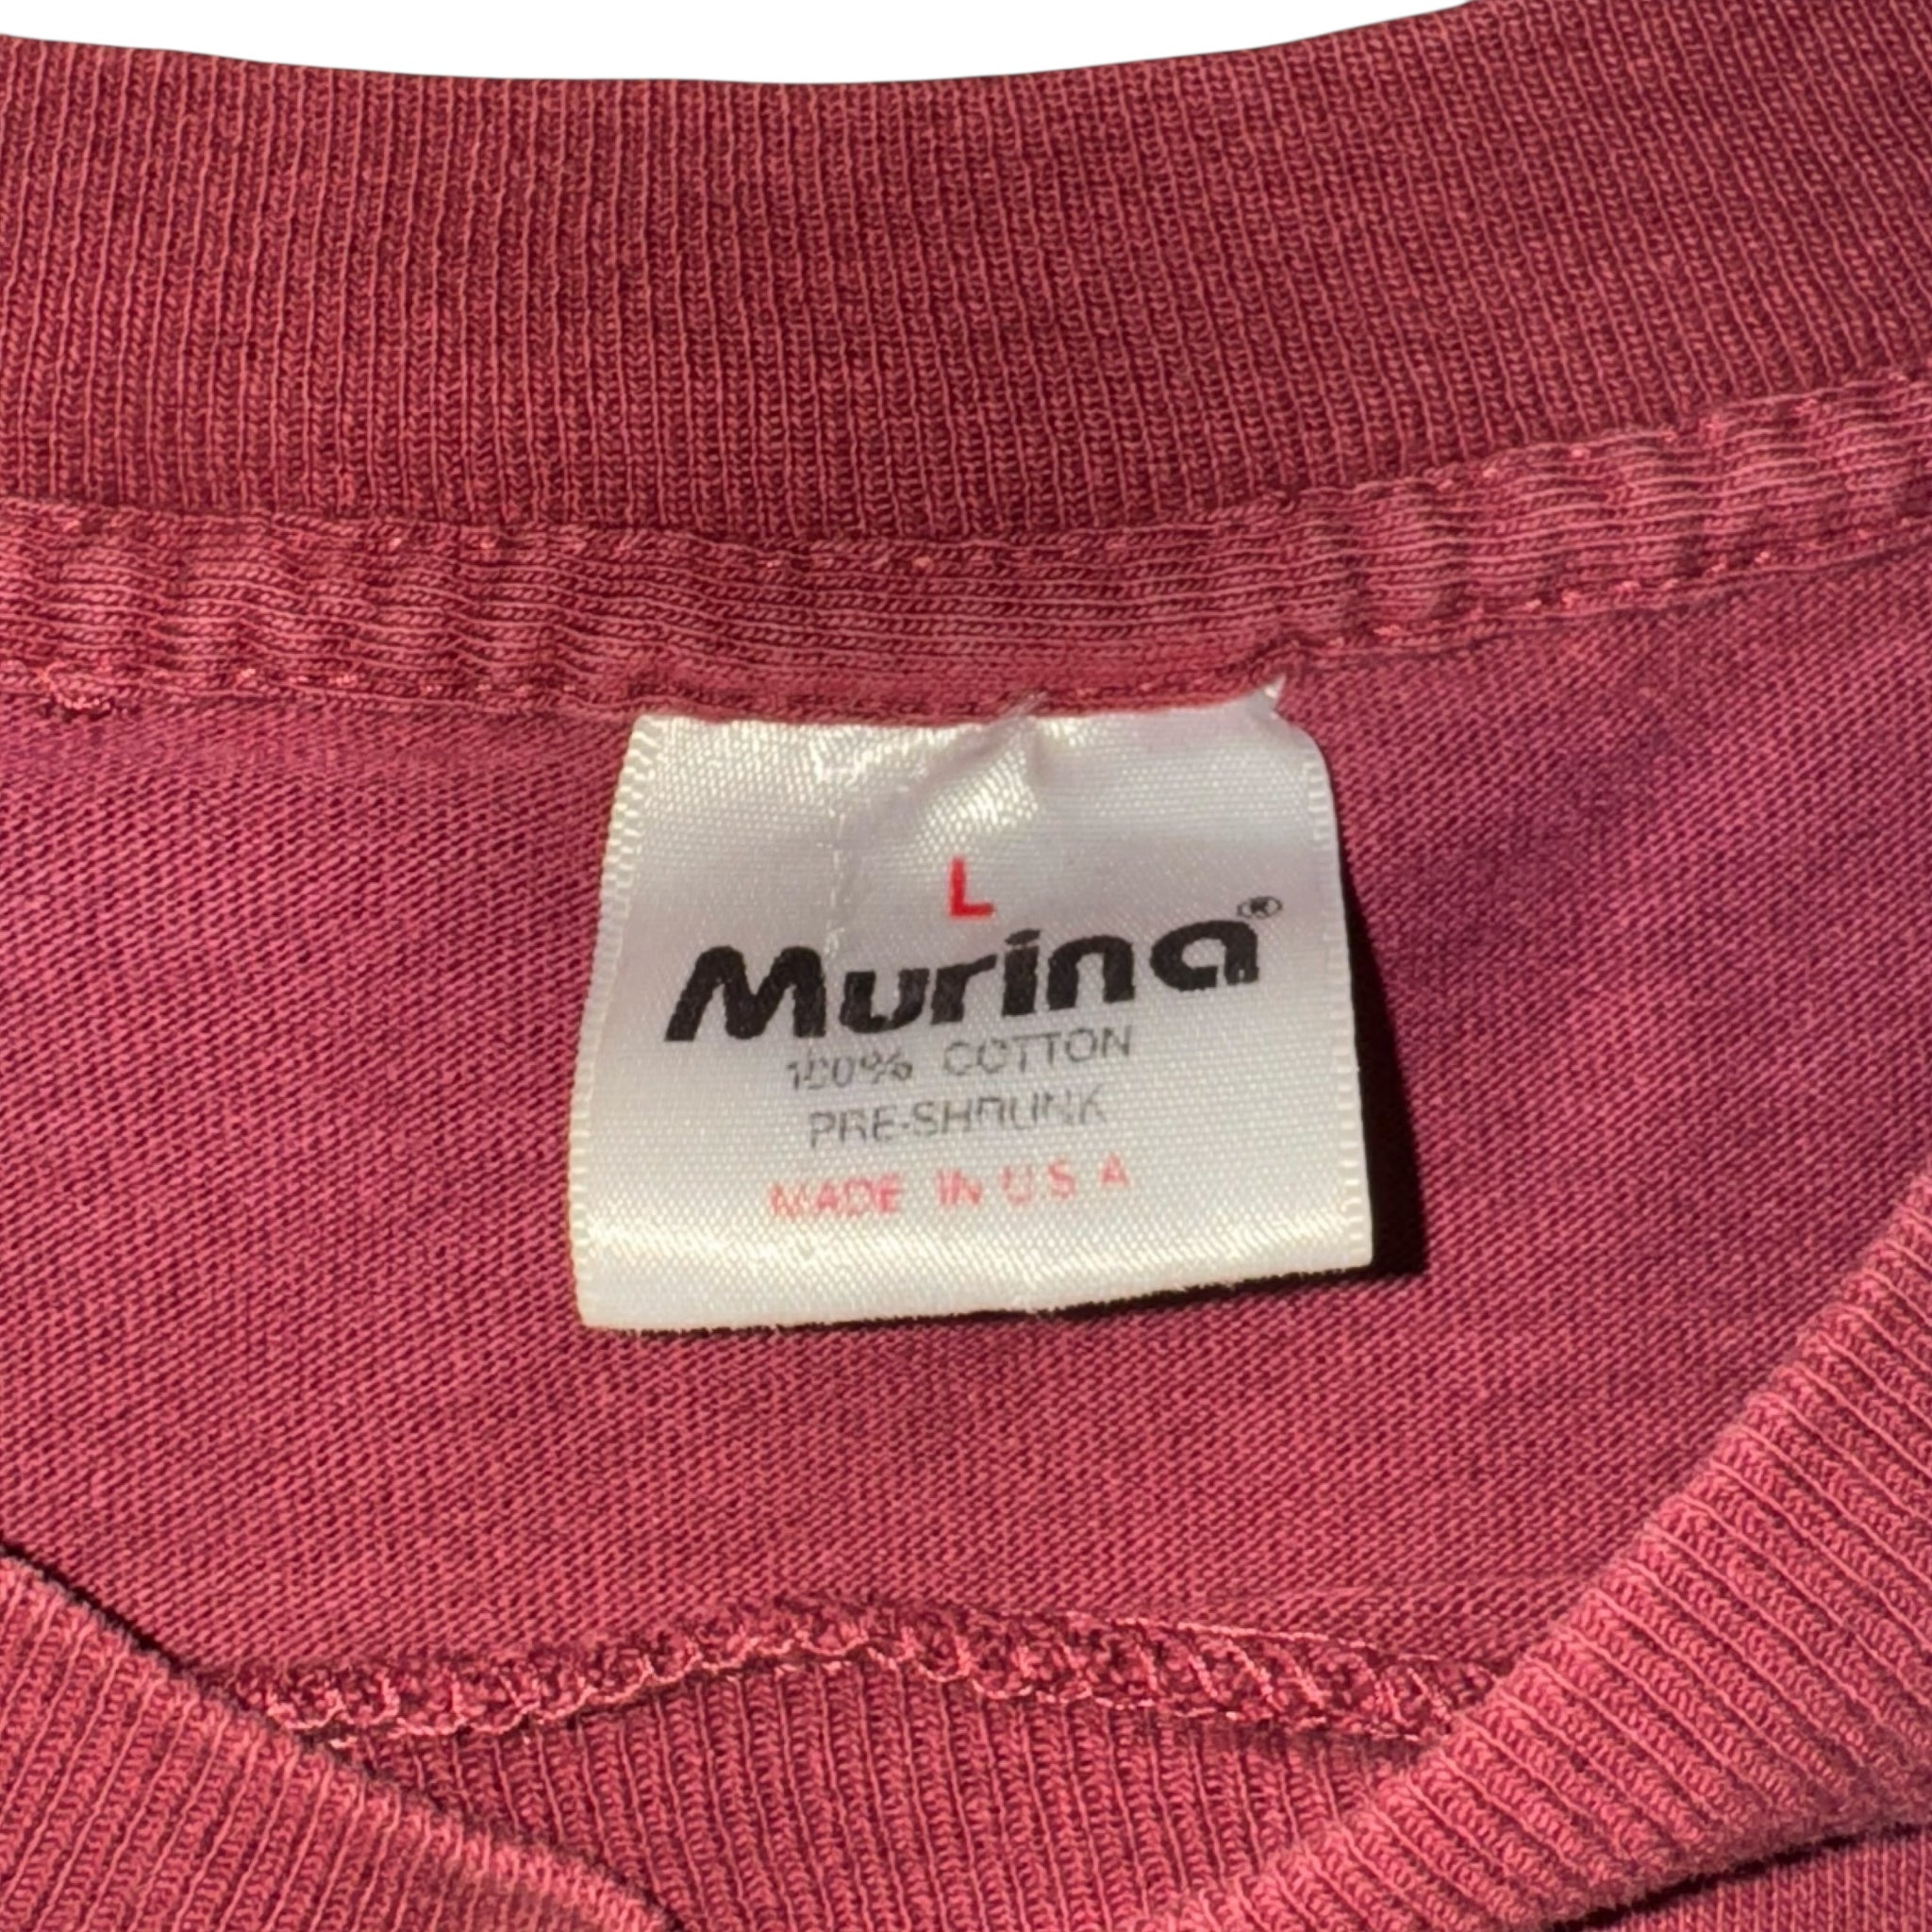 L
Murina®
100% COTTON
PRE-SHRUNK
MADE IN U.S A